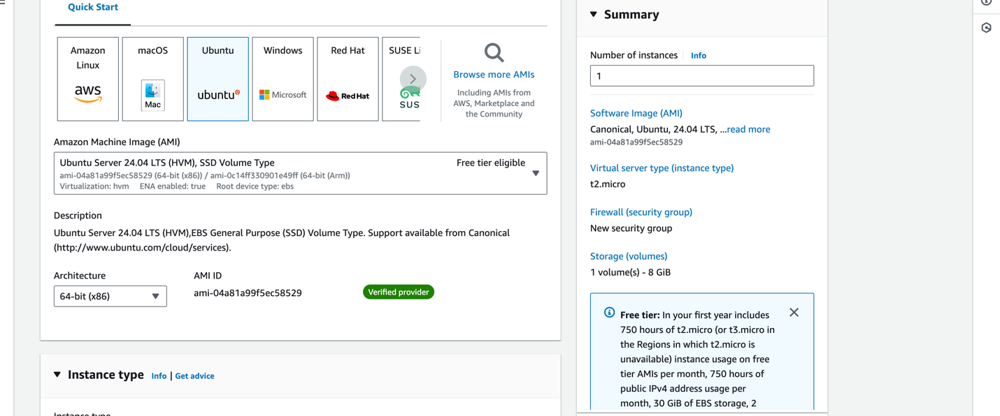 Quick Start
Amazon Linux
aws
macOS
Mac
Ubuntu
ubuntu
Windows
Microsoft
Red Hat
Red Hat
SUSE Li
SUS
Browse more AMIs
Including AMIs from
AWS, Marketplace and
the Community
Amazon Machine Image (AMI)
Ubuntu Server 24.04 LTS (HVM), SSD Volume Type
Free tier eligible
ami-04a81a99f5ec58529 (64-bit (x86)) / ami-0c14ff330901e49ff (64-bit (Arm))
Virtualization: hvm ENA enabled: true Root device type: ebs
Description
Ubuntu Server 24.04 LTS (HVM),EBS General Purpose (SSD) Volume Type. Support available from Canonical
(http://www.ubuntu.com/cloud/services).
Architecture
64-bit (x86)
AMI ID
ami-04a81a99f5ec58529
Verified provider
Instance type Info | Get advice
Instance type
Summary
Number of instances Info
1
Software Image (AMI)
Canonical, Ubuntu, 24.04 LTS, ...read more
ami-04a81a99f5ec58529
Virtual server type (instance type)
t2.micro
Firewall (security group)
New security group
Storage (volumes)
1 volume(s) - 8 GiB
Free tier: In your first year includes
750 hours of t2.micro (or t3.micro in
the Regions in which t2.micro is
unavailable) instance usage on free
tier AMIs per month, 750 hours of
public IPv4 address usage per
month, 30 GiB of EBS storage, 2